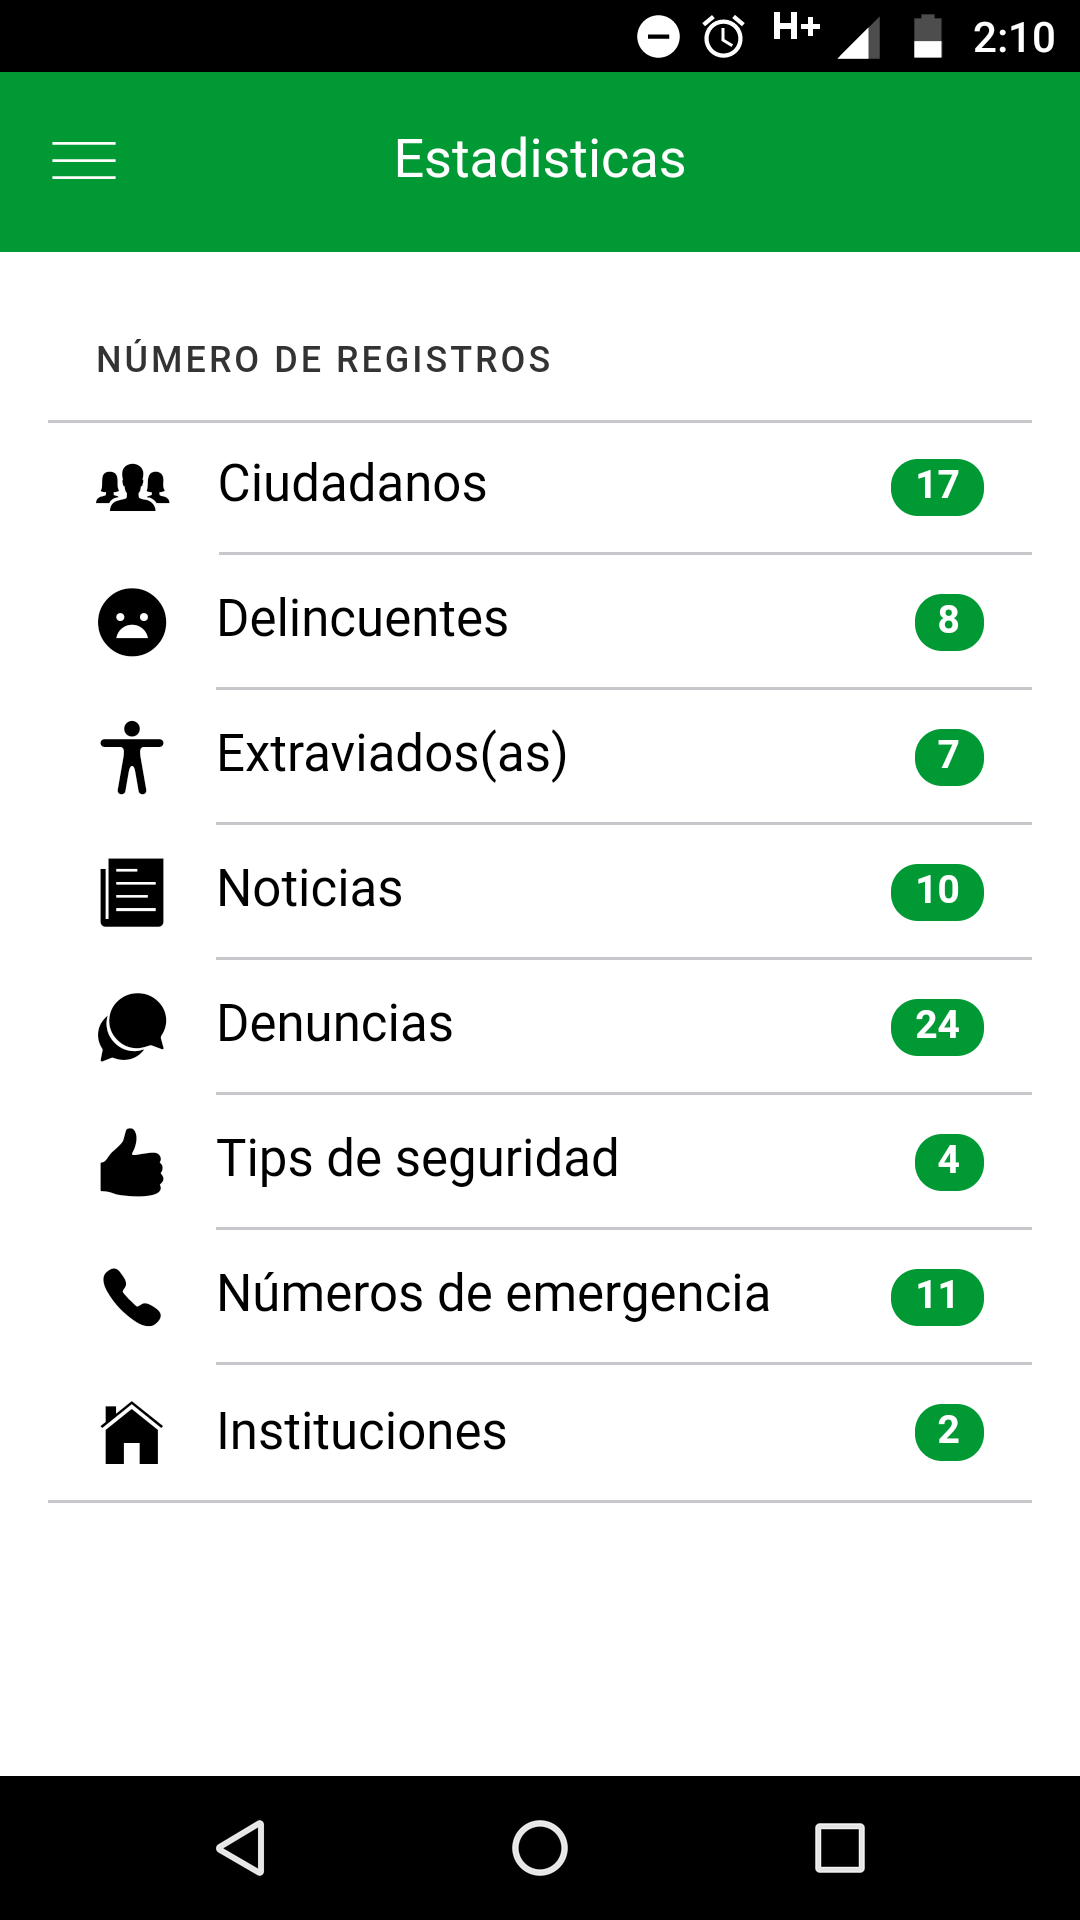 H+ 2:10
Estadisticas
NÚMERO DE REGISTROS
Ciudadanos 17
Delincuentes 8
Extraviados(as) 7
Noticias 10
Denuncias 24
Tips de seguridad 4
Números de emergencia 11
Instituciones 2